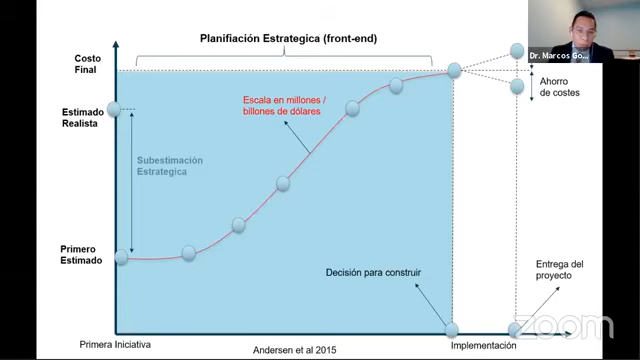 Planifiación Estrategica (front-end)
Costo
Final
Dr. Marcos Go...
Ahorro
de costes
Escala en millones /
billones de dólares
Estimado
Realista
Subestimación
Estrategica
Primero
Estimado
Decisión para construir
Entrega del
proyecto
zoom
Primera Iniciativa
Andersen et al 2015
Implementación